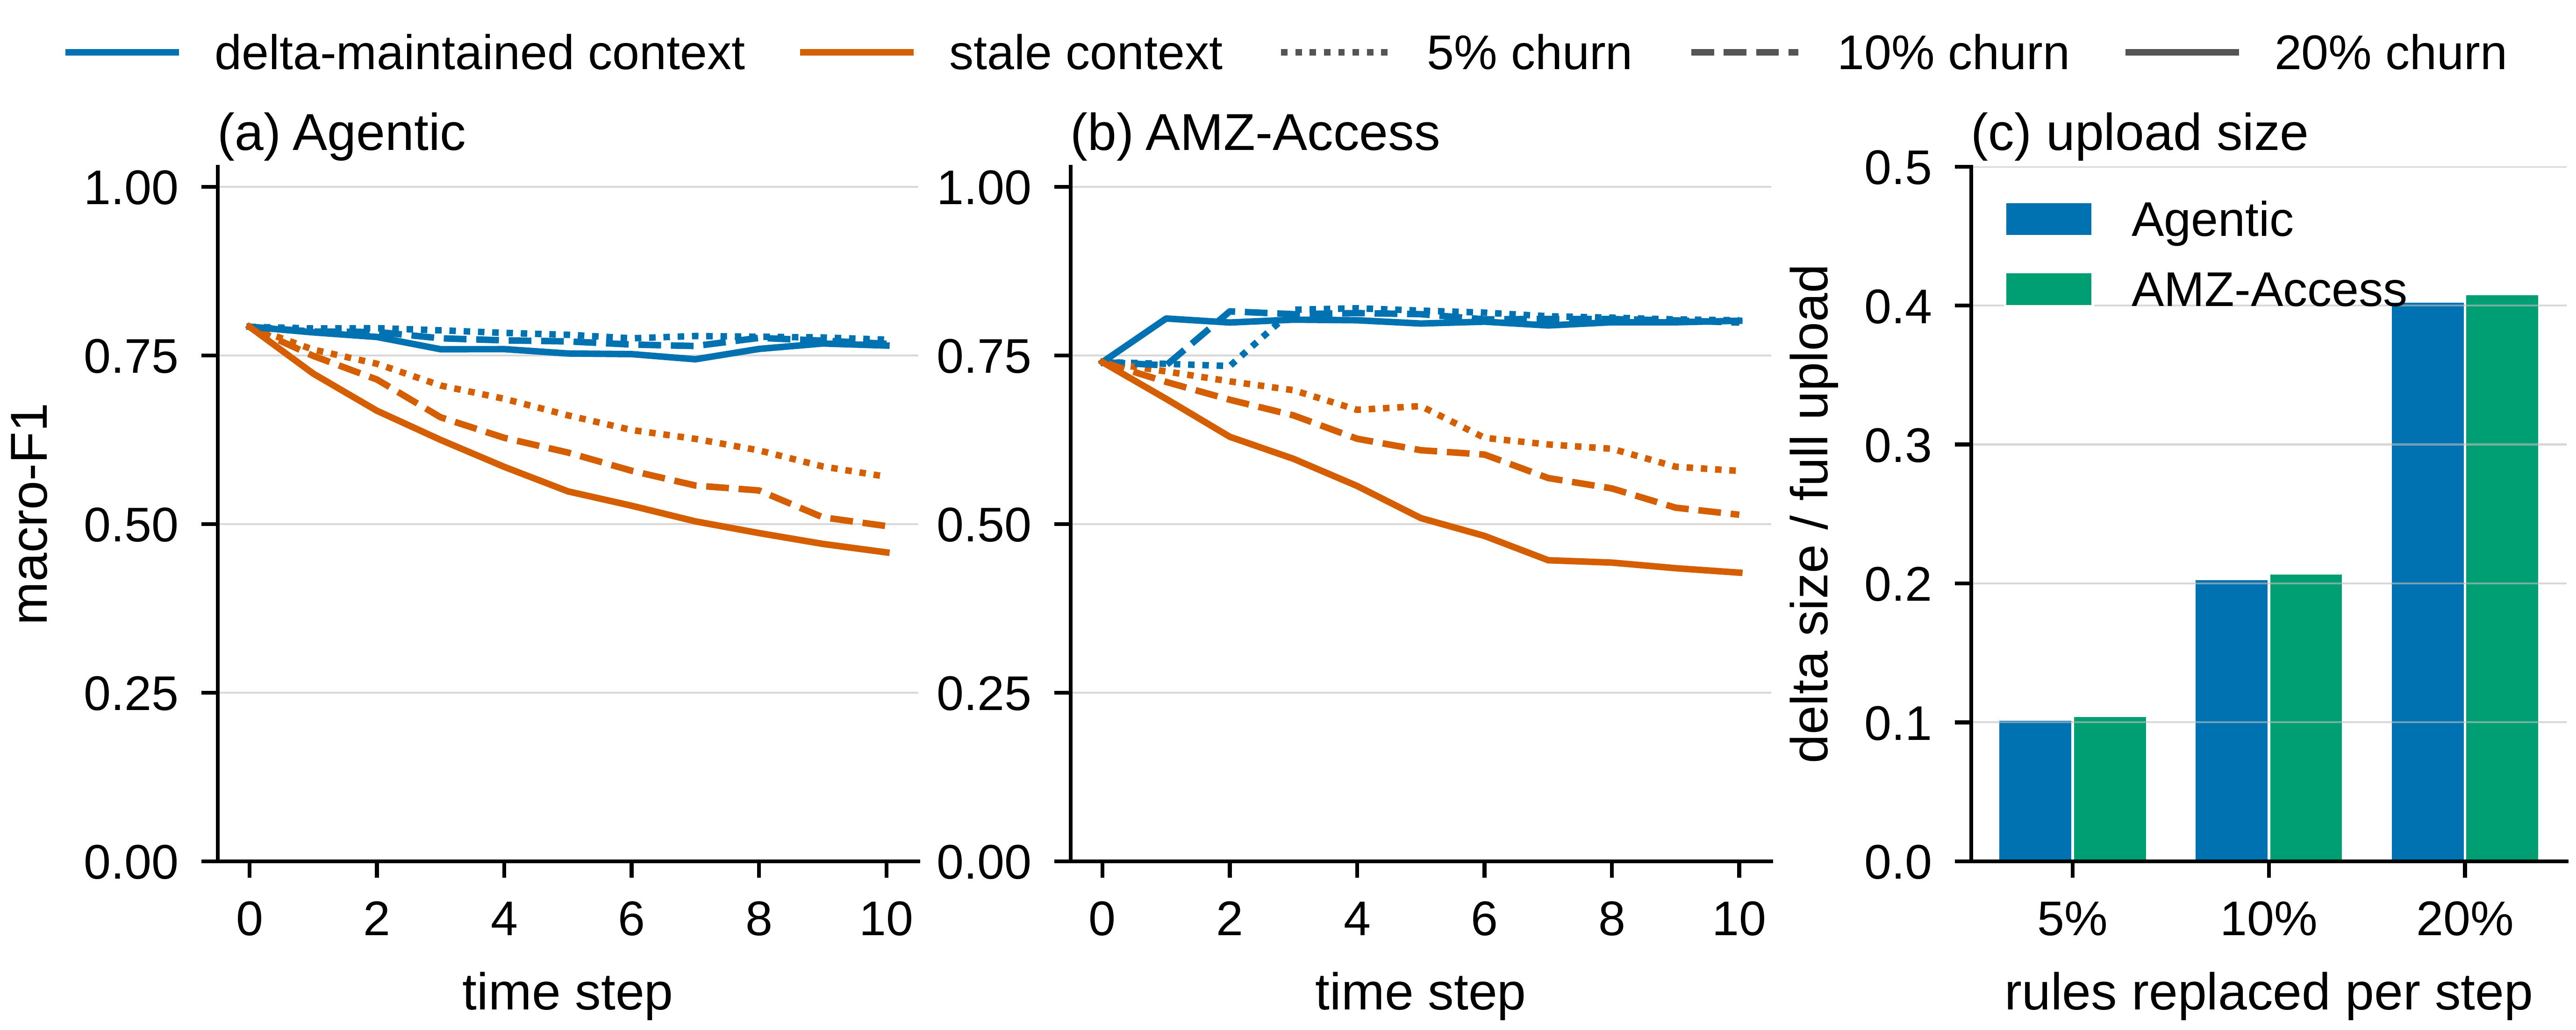 delta-maintained context
stale context
5% churn
10% churn
20% churn
(a) Agentic
macro-F1
1.00
0.75
0.50
0.25
0.00
0 2 4 6 8 10
time step
(b) AMZ-Access
1.00
0.75
0.50
0.25
0.00
0 2 4 6 8 10
time step
(c) upload size
delta size / full upload
0.5
0.4
0.3
0.2
0.1
0.0
Agentic
AMZ-Access
5% 10% 20%
rules replaced per step